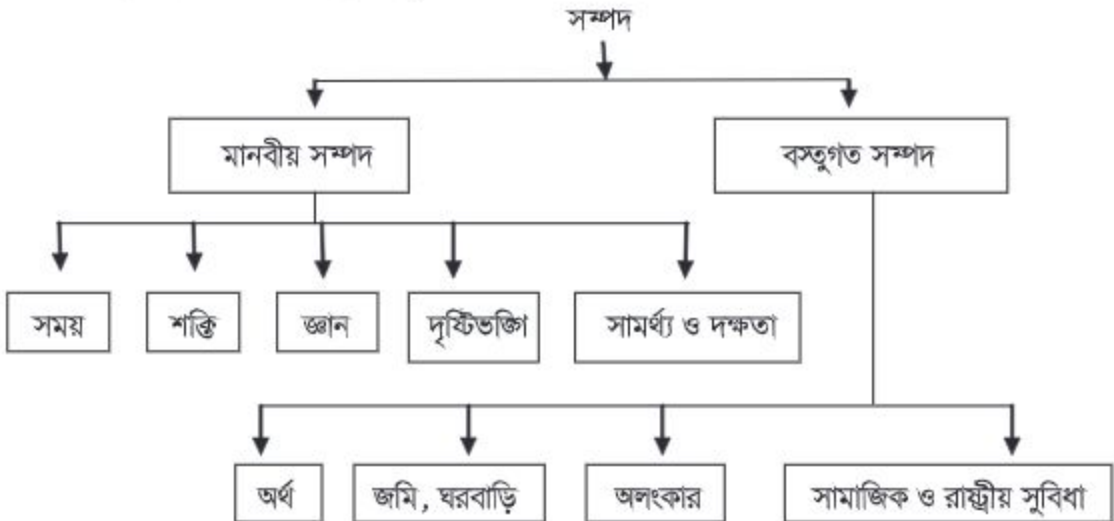 সম্পদ
মানবীয় সম্পদ
বস্তুগত সম্পদ
সময়
শক্তি
জ্ঞান
দৃষ্টিভঙ্গি
সামর্থ্য ও দক্ষতা
অর্থ
জমি, ঘরবাড়ি
অলংকার
সামাজিক ও রাষ্ট্রীয় সুবিধা